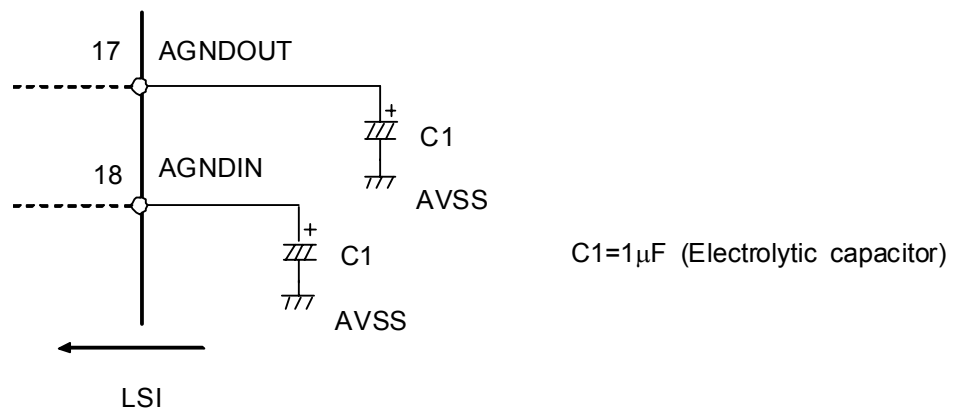 17 AGNDOUT
+
C1
18 AGNDIN
AVSS
+
C1
C1=1μF (Electrolytic capacitor)
AVSS
LSI